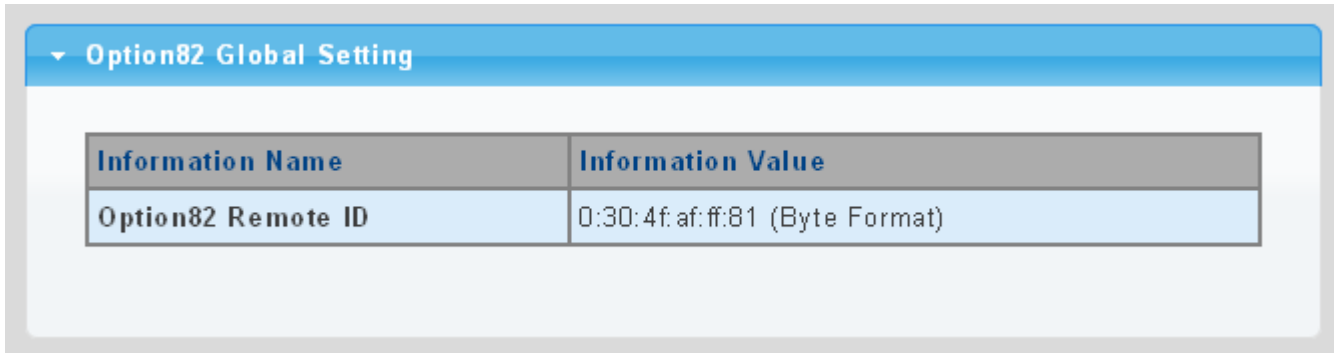 Option82 Global Setting
Information Name Information Value
Option82 Remote ID 0:30:4f:af:ff:81 (Byte Format)